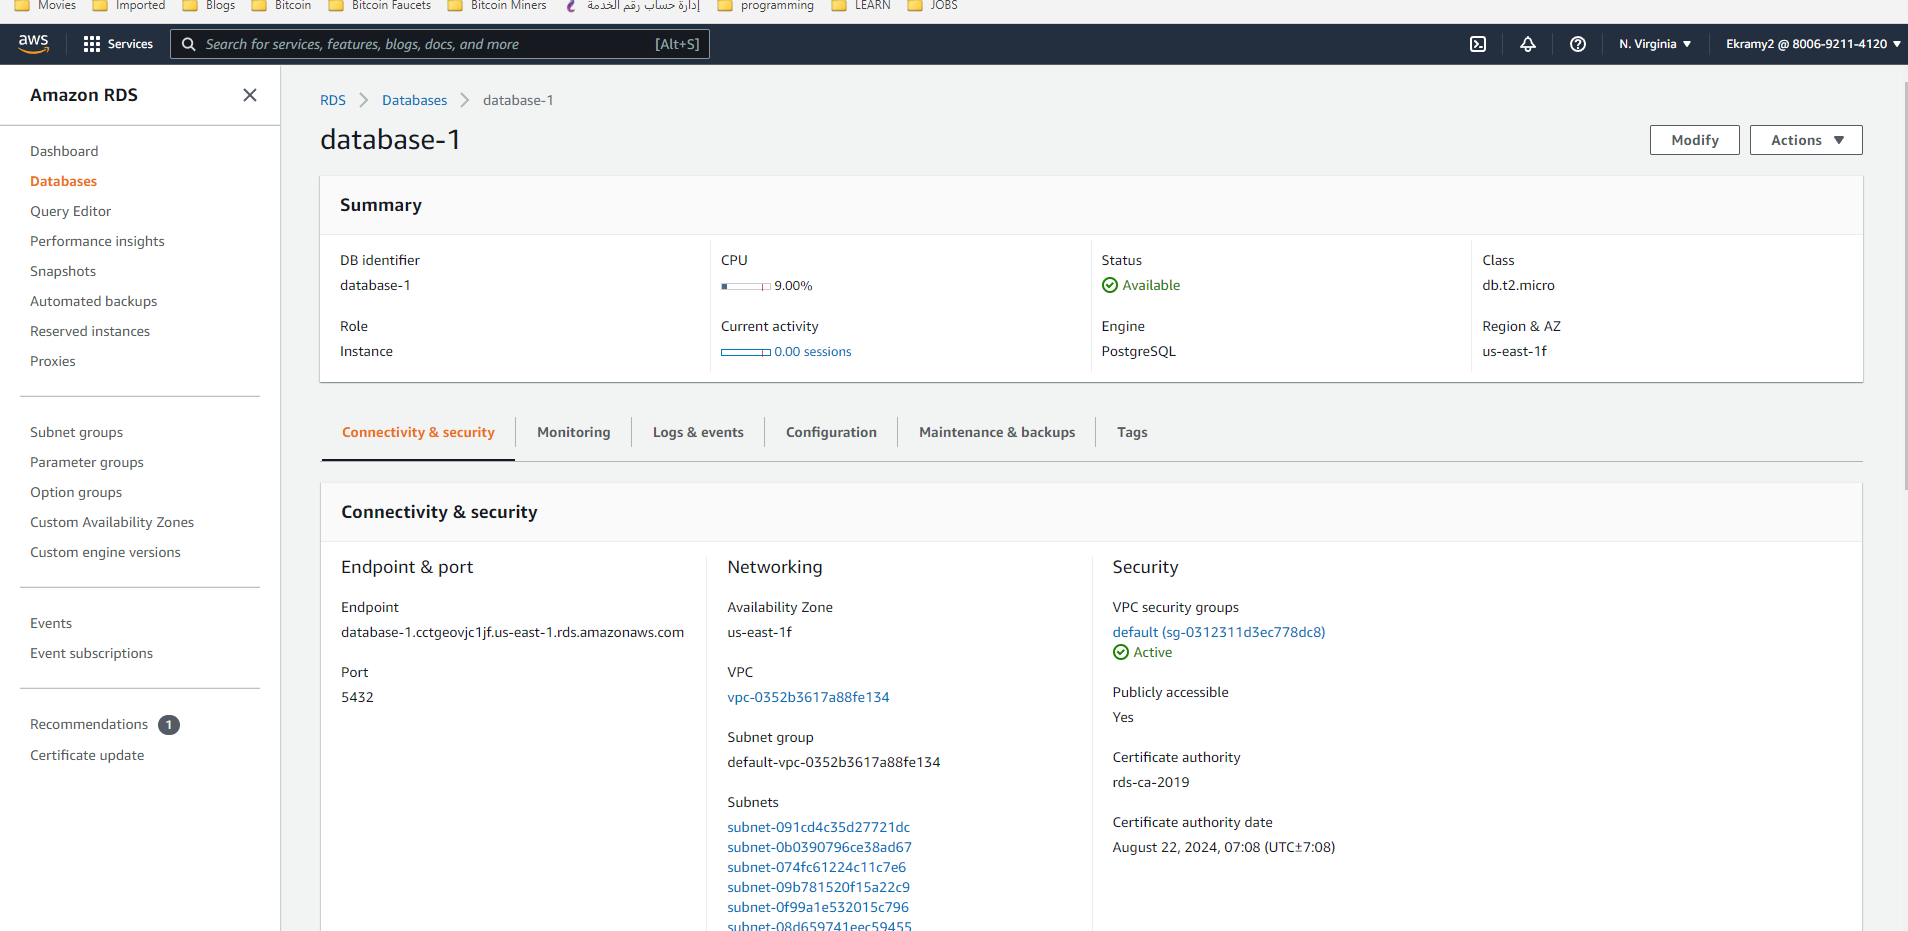 Movies Imported Blogs Bitcoin Bitcoin Faucets Bitcoin Miners إدارة حساب رقم الخدمة programming LEARN JOBS
aws Services Search for services, features, blogs, docs, and more [Alt+S] N. Virginia Ekramy2 @ 8006-9211-4120
Amazon RDS
Dashboard
Databases
Query Editor
Performance insights
Snapshots
Automated backups
Reserved instances
Proxies
Subnet groups
Parameter groups
Option groups
Custom Availability Zones
Custom engine versions
Events
Event subscriptions
Recommendations 1
Certificate update
RDS Databases database-1
database-1
Modify Actions
Summary
DB identifier
database-1
Role
Instance
CPU
9.00%
Current activity
0.00 sessions
Status
Available
Engine
PostgreSQL
Class
db.t2.micro
Region & AZ
us-east-1f
Connectivity & security Monitoring Logs & events Configuration Maintenance & backups Tags
Connectivity & security
Endpoint & port
Endpoint
database-1.cctgeovjc1jf.us-east-1.rds.amazonaws.com
Port
5432
Networking
Availability Zone
us-east-1f
VPC
vpc-0352b3617a88fe134
Subnet group
default-vpc-0352b3617a88fe134
Subnets
subnet-091cd4c35d27721dc
subnet-0b0390796ce38ad67
subnet-074fc61224c11c7e6
subnet-09b781520f15a22c9
subnet-0f99a1e532015c796
subnet-08d659741eec59455
Security
VPC security groups
default (sg-0312311d3ec778dc8)
Active
Publicly accessible
Yes
Certificate authority
rds-ca-2019
Certificate authority date
August 22, 2024, 07:08 (UTC±7:08)